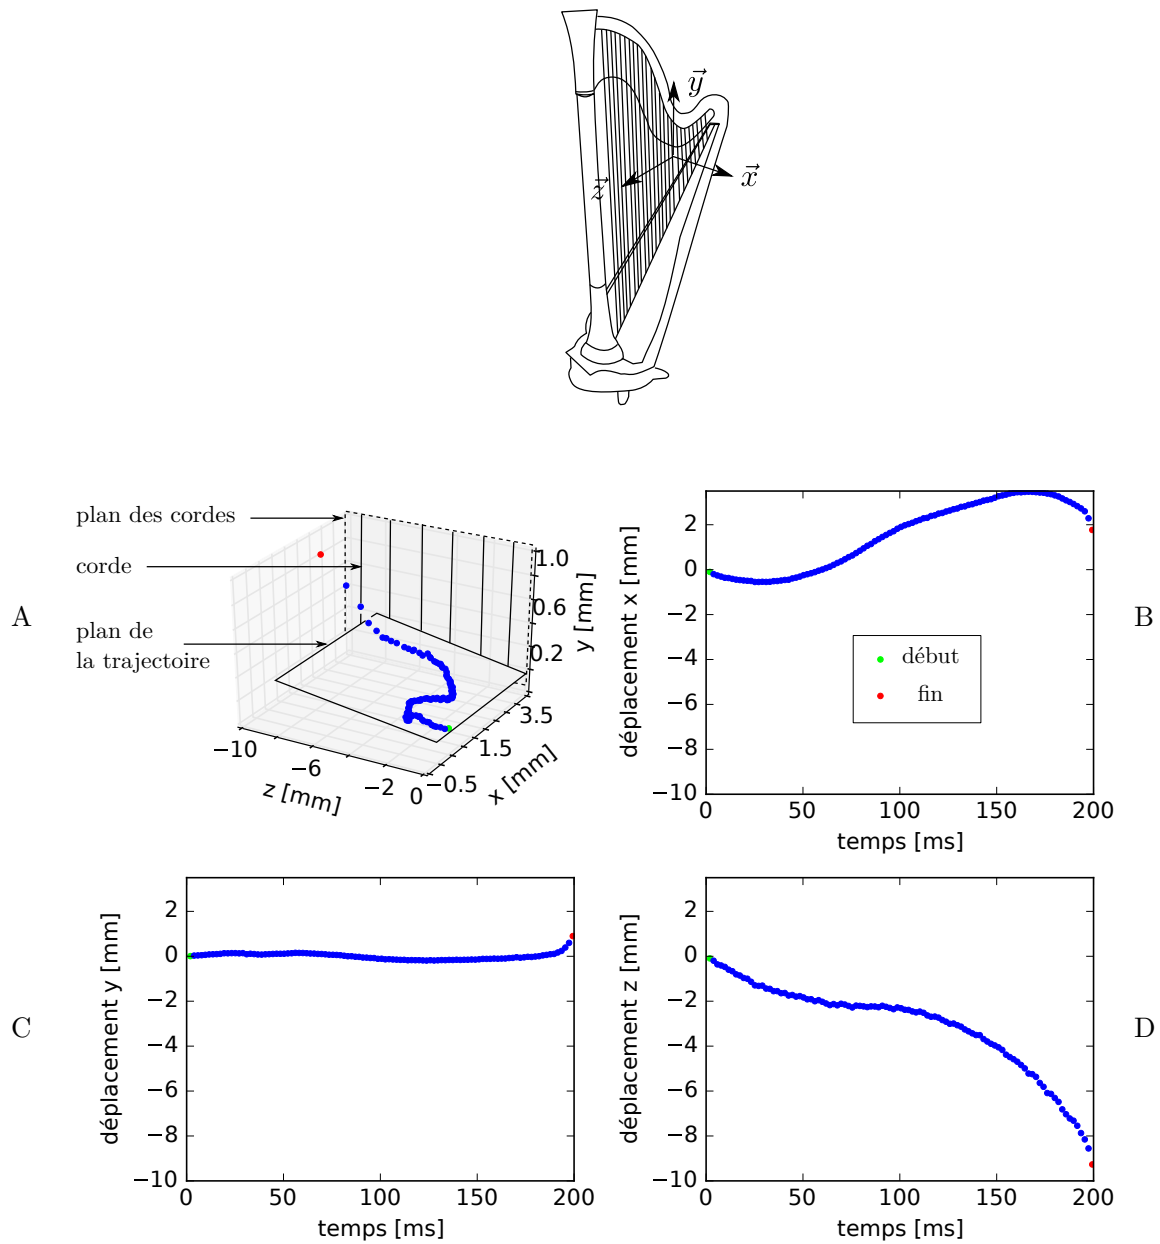 y⃗
x⃗
z⃗
plan des cordes
corde
plan de
la trajectoire
A
1.0
0.6
0.2
y [mm]
3.5
1.5
−0.5
x [mm]
−10
−6
−2
0
z [mm]
2
0
−2
−4
−6
−8
−10
déplacement x [mm]
début
fin
0 50 100 150 200
temps [ms]
B
C
2
0
−2
−4
−6
−8
−10
déplacement y [mm]
0 50 100 150 200
temps [ms]
2
0
−2
−4
−6
−8
−10
déplacement z [mm]
0 50 100 150 200
temps [ms]
D